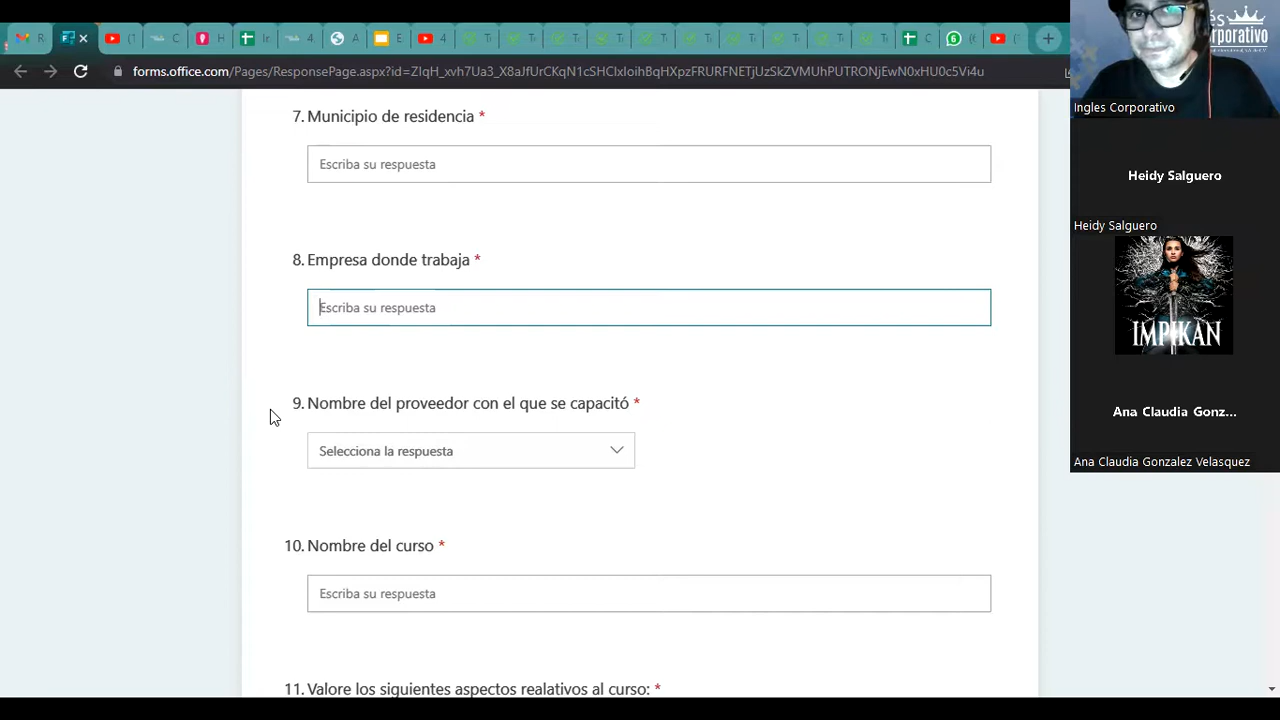 forms.office.com/Pages/ResponsePage.aspx?id=ZIqH_xvh7Ua3_X8aJfUrCKqN1cSHCIxIoihBqHXpzFRURFNETjUzSkZVMUhPUTRONjEwN0xHU0c5Vi4u
7. Municipio de residencia *
Escriba su respuesta
8. Empresa donde trabaja *
Escriba su respuesta
9. Nombre del proveedor con el que se capacitó *
Selecciona la respuesta
10. Nombre del curso *
Escriba su respuesta
11. Valore los siguientes aspectos realativos al curso: *
Ingles Corporativo
Heidy Salguero
Heidy Salguero
IMPIKAN
Ana Claudia Gonz...
Ana Claudia Gonzalez Velasquez